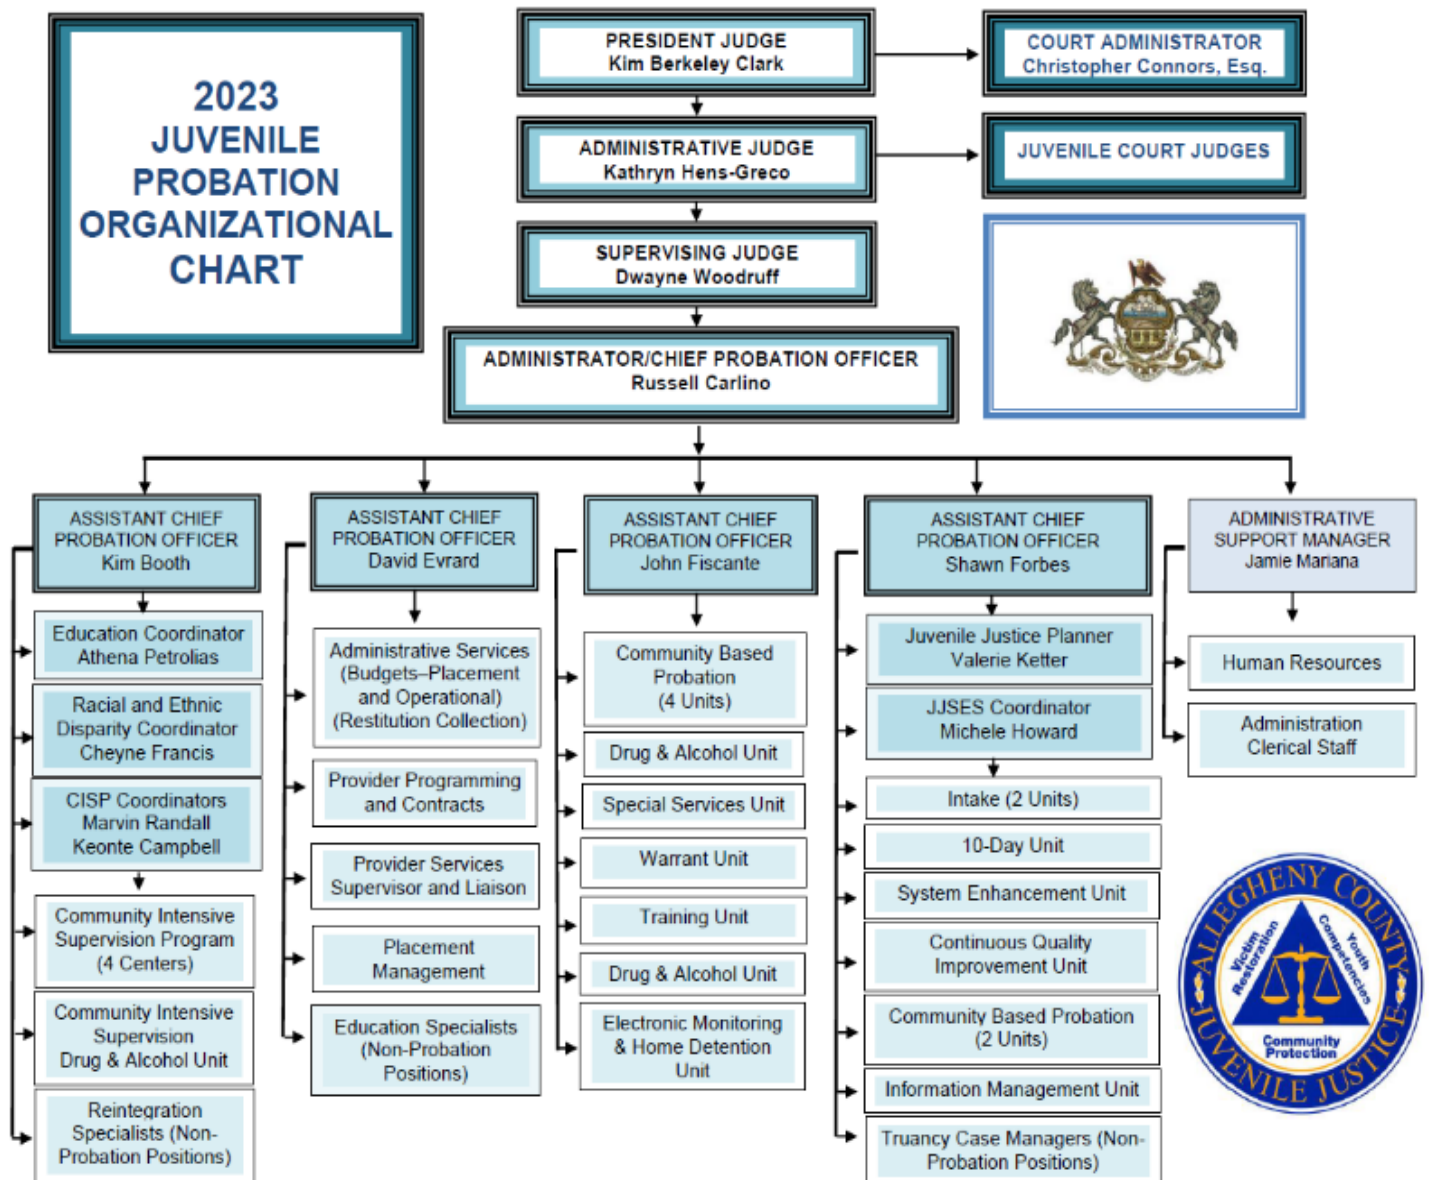 2023
JUVENILE
PROBATION
ORGANIZATIONAL
CHART
PRESIDENT JUDGE
Kim Berkeley Clark
COURT ADMINISTRATOR
Christopher Connors, Esq.
ADMINISTRATIVE JUDGE
Kathryn Hens-Greco
JUVENILE COURT JUDGES
SUPERVISING JUDGE
Dwayne Woodruff
ADMINISTRATOR/CHIEF PROBATION OFFICER
Russell Carlino
ASSISTANT CHIEF
PROBATION OFFICER
Kim Booth
Education Coordinator
Athena Petrolias
Racial and Ethnic
Disparity Coordinator
Cheyne Francis
CISP Coordinators
Marvin Randall
Keonte Campbell
Community Intensive
Supervision Program
(4 Centers)
Community Intensive
Supervision
Drug & Alcohol Unit
Reintegration
Specialists (Non-
Probation Positions)
ASSISTANT CHIEF
PROBATION OFFICER
David Evrard
Administrative Services
(Budgets–Placement
and Operational)
(Restitution Collection)
Provider Programming
and Contracts
Provider Services
Supervisor and Liaison
Placement
Management
Education Specialists
(Non-Probation
Positions)
ASSISTANT CHIEF
PROBATION OFFICER
John Fiscante
Community Based
Probation
(4 Units)
Drug & Alcohol Unit
Special Services Unit
Warrant Unit
Training Unit
Drug & Alcohol Unit
Electronic Monitoring
& Home Detention
Unit
ASSISTANT CHIEF
PROBATION OFFICER
Shawn Forbes
Juvenile Justice Planner
Valerie Ketter
JJSES Coordinator
Michele Howard
Intake (2 Units)
10-Day Unit
System Enhancement Unit
Continuous Quality
Improvement Unit
Community Based Probation
(2 Units)
Information Management Unit
Truancy Case Managers (Non-
Probation Positions)
ADMINISTRATIVE
SUPPORT MANAGER
Jamie Mariana
Human Resources
Administration
Clerical Staff
ALLEGHENY COUNTY
JUVENILE JUSTICE
Victim
Restoration
Youth
Competencies
Community
Protection